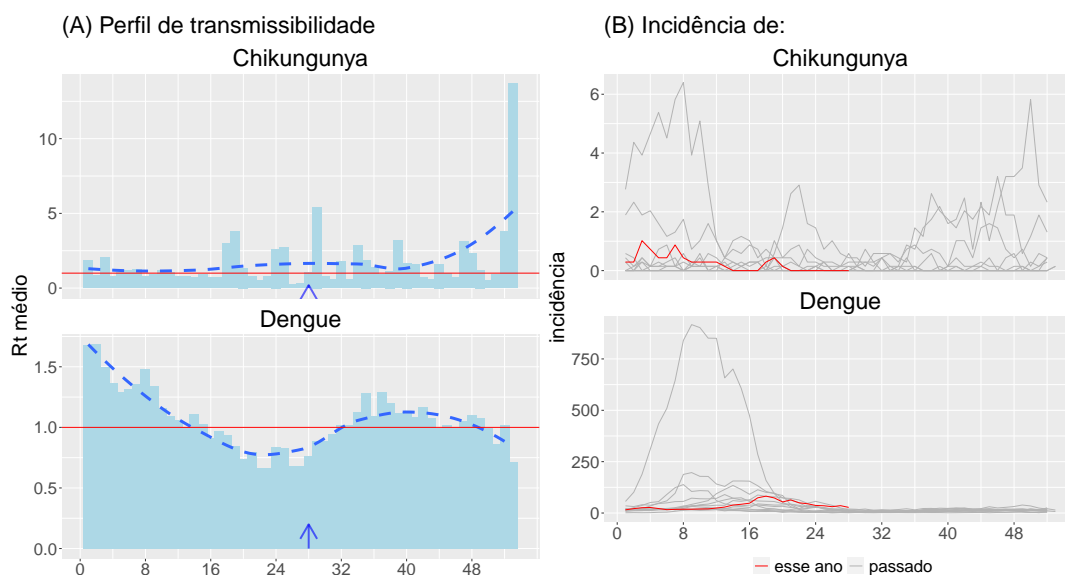 (A) Perfil de transmissibilidade
Chikungunya
10
5
0
Dengue
1.5
1.0
0.5
0.0
0 8 16 24 32 40 48
Rt médio
(B) Incidência de:
Chikungunya
6
4
2
0
Dengue
750
500
250
0
0 8 16 24 32 40 48
incidência
esse ano passado